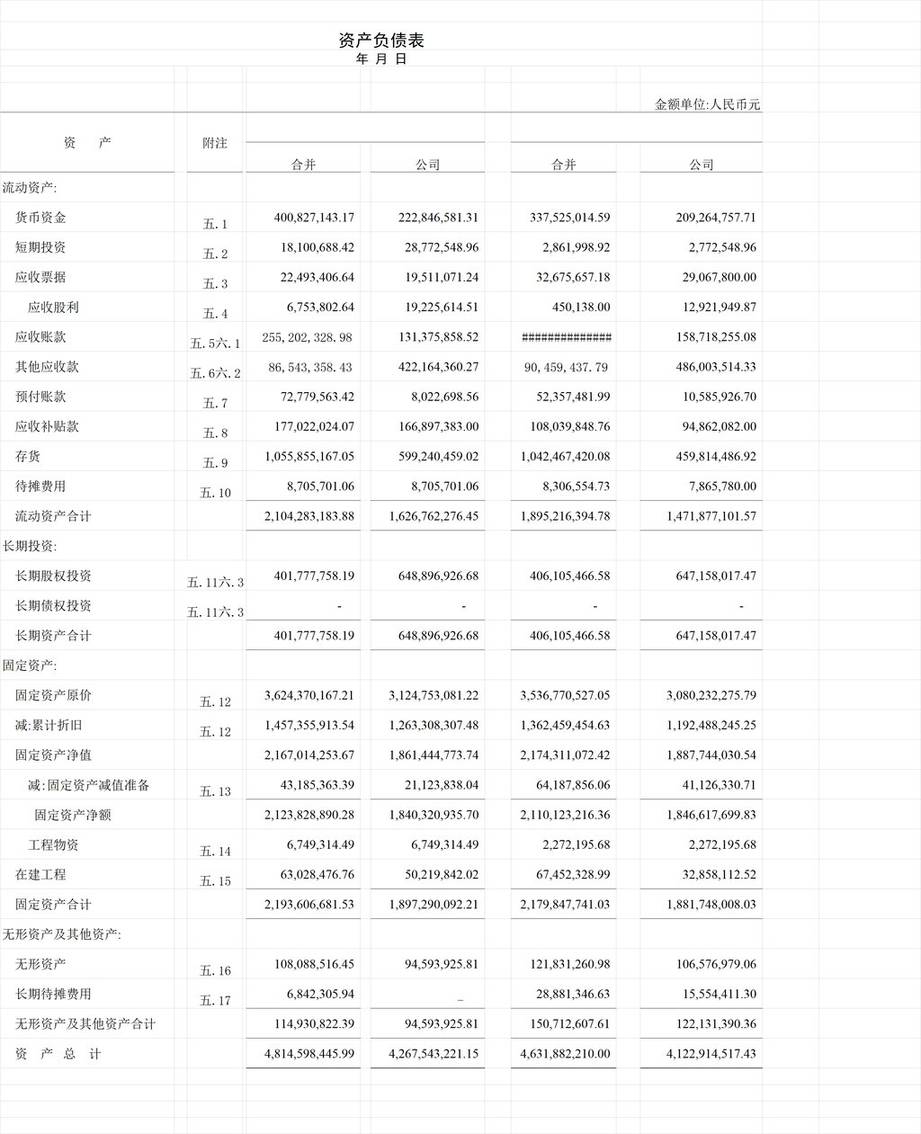 资产负债表
年 月 日
金额单位:人民币元
资 产 附注
合并 公司 合并 公司
流动资产:
货币资金 五.1 400,827,143.17 222,846,581.31 337,525,014.59 209,264,757.71
短期投资 五.2 18,100,688.42 28,772,548.96 2,861,998.92 2,772,548.96
应收票据 五.3 22,493,406.64 19,511,071.24 32,675,657.18 29,067,800.00
应收股利 五.4 6,753,802.64 19,225,614.51 450,138.00 12,921,949.87
应收账款 五.5六.1 255,202,328.98 131,375,858.52 ############## 158,718,255.08
其他应收款 五.6六.2 86,543,358.43 422,164,360.27 90,459,437.79 486,003,514.33
预付账款 五.7 72,779,563.42 8,022,698.56 52,357,481.99 10,585,926.70
应收补贴款 五.8 177,022,024.07 166,897,383.00 108,039,848.76 94,862,082.00
存货 五.9 1,055,855,167.05 599,240,459.02 1,042,467,420.08 459,814,486.92
待摊费用 五.10 8,705,701.06 8,705,701.06 8,306,554.73 7,865,780.00
流动资产合计 2,104,283,183.88 1,626,762,276.45 1,895,216,394.78 1,471,877,101.57
长期投资:
长期股权投资 五.11六.3 401,777,758.19 648,896,926.68 406,105,466.58 647,158,017.47
长期债权投资 五.11六.3 - - - -
长期资产合计 401,777,758.19 648,896,926.68 406,105,466.58 647,158,017.47
固定资产:
固定资产原价 五.12 3,624,370,167.21 3,124,753,081.22 3,536,770,527.05 3,080,232,275.79
减:累计折旧 五.12 1,457,355,913.54 1,263,308,307.48 1,362,459,454.63 1,192,488,245.25
固定资产净值 2,167,014,253.67 1,861,444,773.74 2,174,311,072.42 1,887,744,030.54
减:固定资产减值准备 五.13 43,185,363.39 21,123,838.04 64,187,856.06 41,126,330.71
固定资产净额 2,123,828,890.28 1,840,320,935.70 2,110,123,216.36 1,846,617,699.83
工程物资 五.14 6,749,314.49 6,749,314.49 2,272,195.68 2,272,195.68
在建工程 五.15 63,028,476.76 50,219,842.02 67,452,328.99 32,858,112.52
固定资产合计 2,193,606,681.53 1,897,290,092.21 2,179,847,741.03 1,881,748,008.03
无形资产及其他资产:
无形资产 五.16 108,088,516.45 94,593,925.81 121,831,260.98 106,576,979.06
长期待摊费用 五.17 6,842,305.94 – 28,881,346.63 15,554,411.30
无形资产及其他资产合计 114,930,822.39 94,593,925.81 150,712,607.61 122,131,390.36
资 产 总 计 4,814,598,445.99 4,267,543,221.15 4,631,882,210.00 4,122,914,517.43